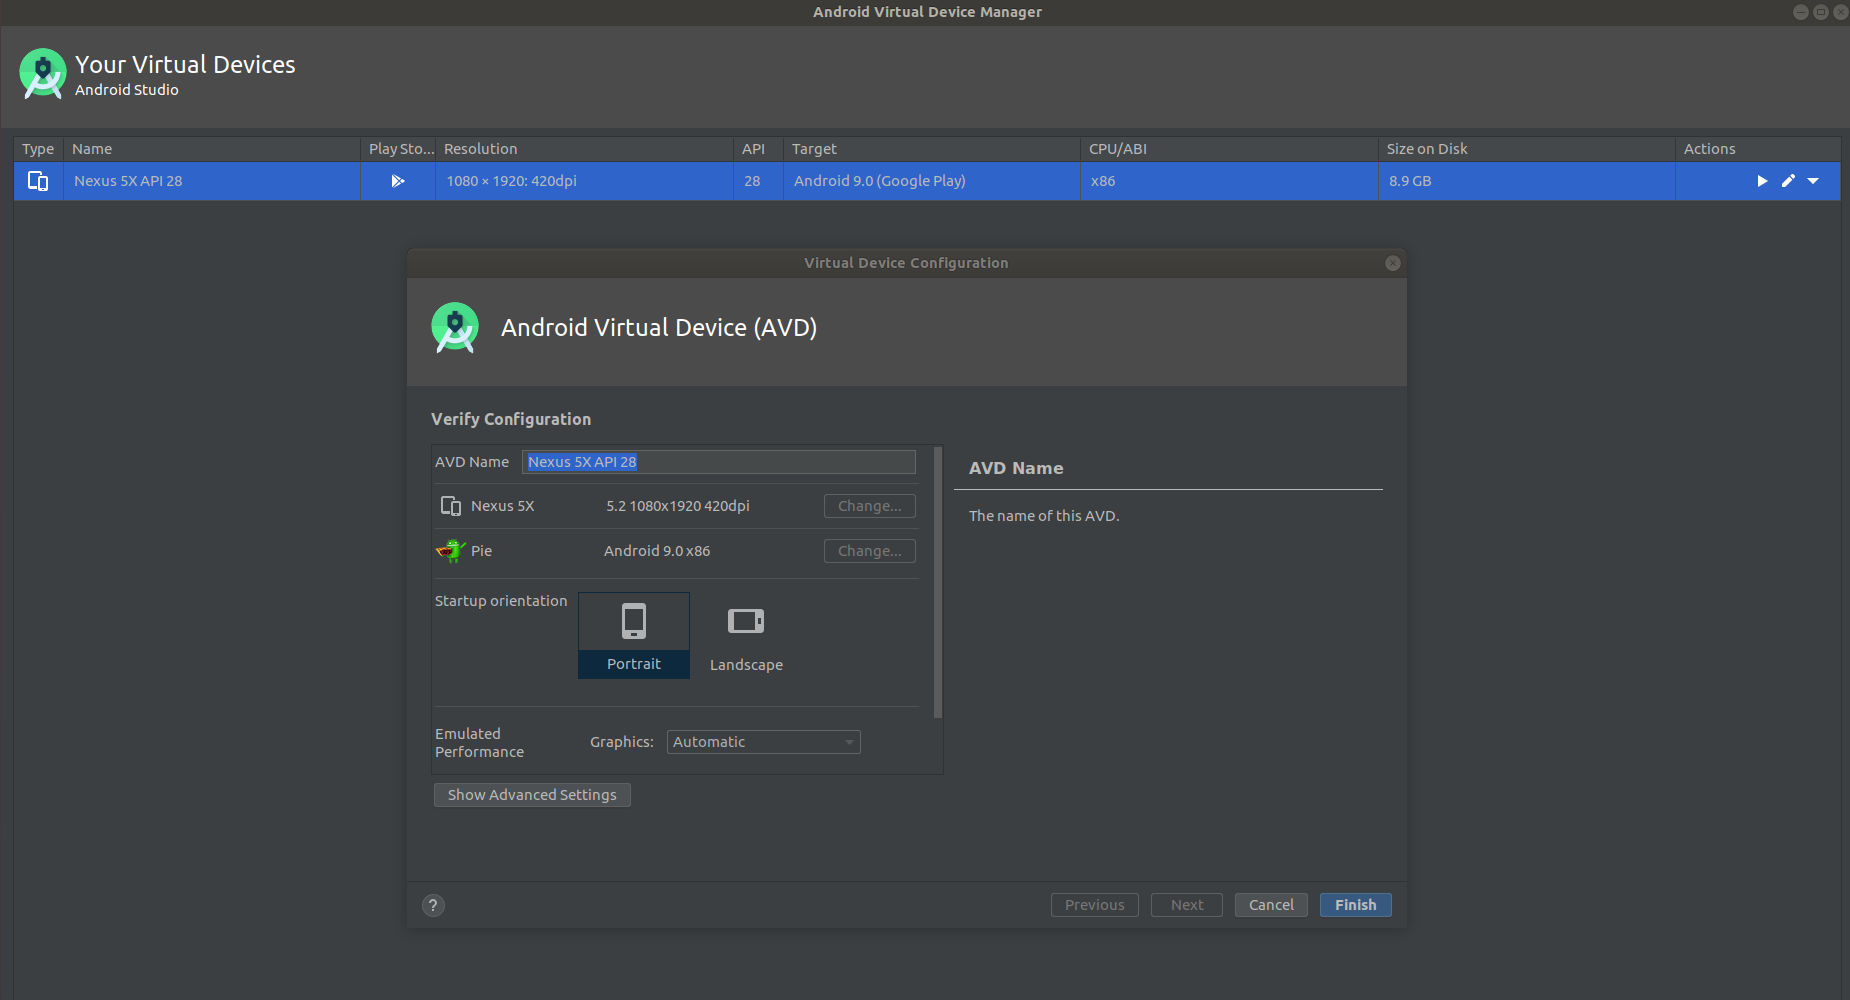 Android Virtual Device Manager
Your Virtual Devices
Android Studio
Type Name Play Sto... Resolution API Target CPU/ABI Size on Disk Actions
Nexus 5X API 28 1080 × 1920: 420dpi 28 Android 9.0 (Google Play) x86 8.9 GB
Virtual Device Configuration
Android Virtual Device (AVD)
Verify Configuration
AVD Name Nexus 5X API 28
AVD Name
Nexus 5X 5.2 1080x1920 420dpi Change...
The name of this AVD.
Pie Android 9.0 x86 Change...
Startup orientation
Portrait Landscape
Emulated
Performance
Graphics: Automatic
Show Advanced Settings
? Previous Next Cancel Finish